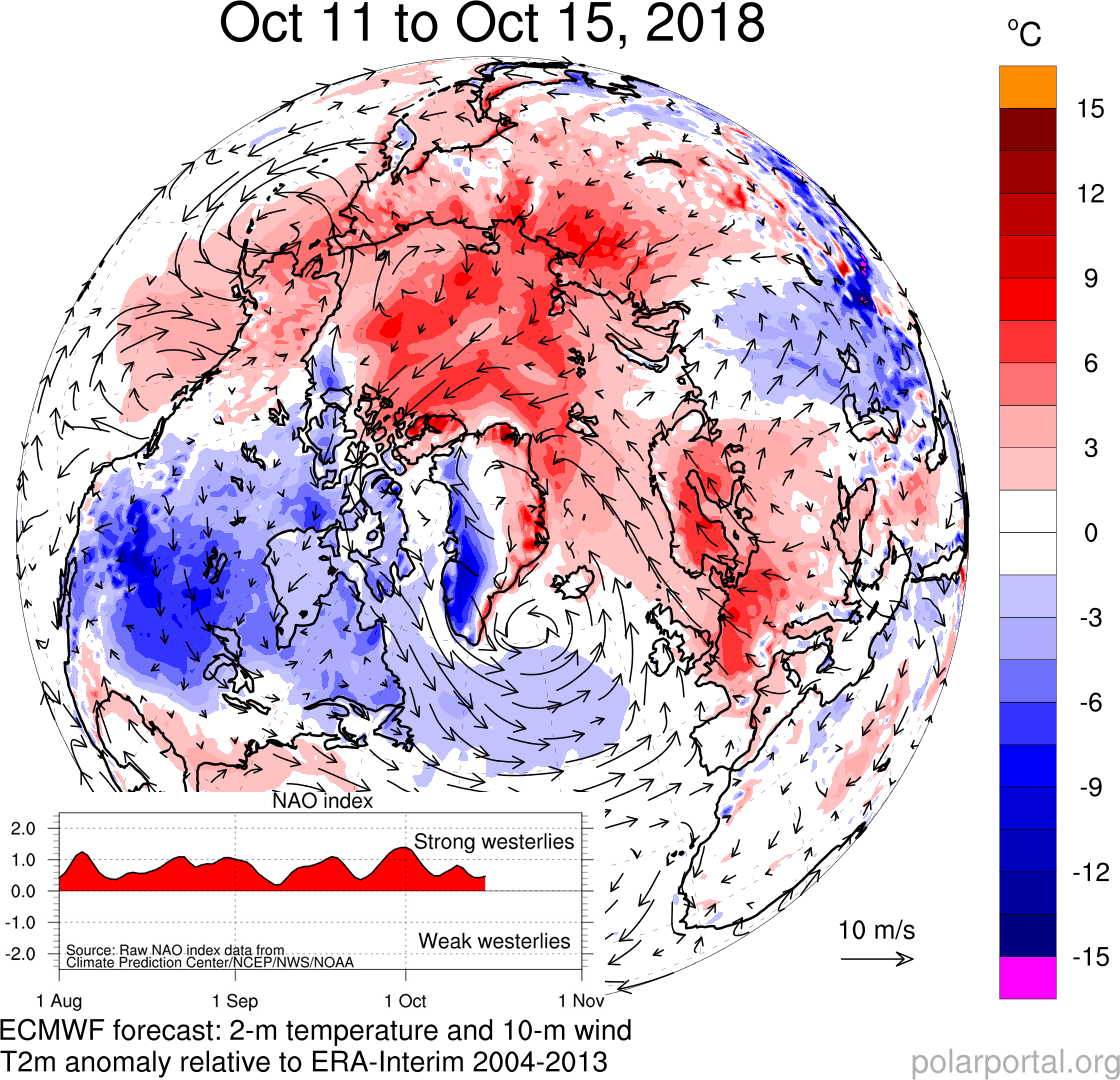 Oct 11 to Oct 15, 2018
°C
15
12
9
6
3
0
-3
-6
-9
-12
-15
NAO index
2.0
1.0
0.0
-1.0
-2.0
Strong westerlies
Weak westerlies
Source: Raw NAO index data from
Climate Prediction Center/NCEP/NWS/NOAA
1 Aug
1 Sep
1 Oct
1 Nov
10 m/s
ECMWF forecast: 2-m temperature and 10-m wind
T2m anomaly relative to ERA-Interim 2004-2013
polarportal.org